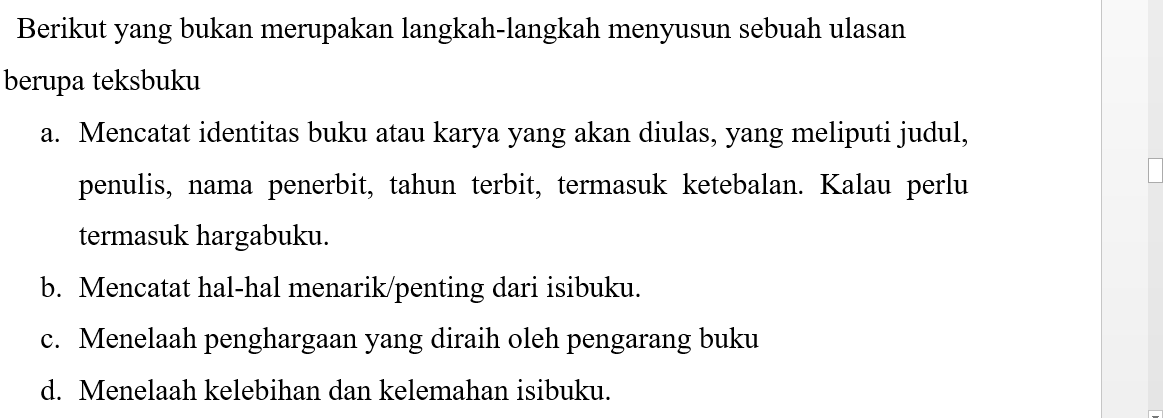 Berikut yang bukan merupakan langkah-langkah menyusun sebuah ulasan
berupa teksbuku
a. Mencatat identitas buku atau karya yang akan diulas, yang meliputi judul,
penulis, nama penerbit, tahun terbit, termasuk ketebalan. Kalau perlu
termasuk hargabuku.
b. Mencatat hal-hal menarik/penting dari isibuku.
c. Menelaah penghargaan yang diraih oleh pengarang buku
d. Menelaah kelebihan dan kelemahan isibuku.